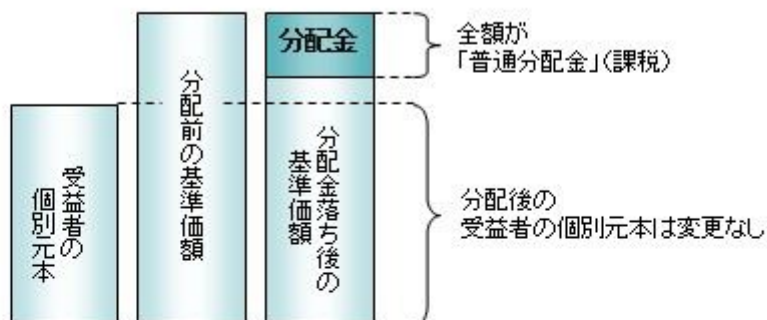 受益者の
個別元本
分配前の基準価額
分配金
分配金落ち後の
基準価額
全額が
「普通分配金」(課税)
分配後の
受益者の個別元本は変更なし